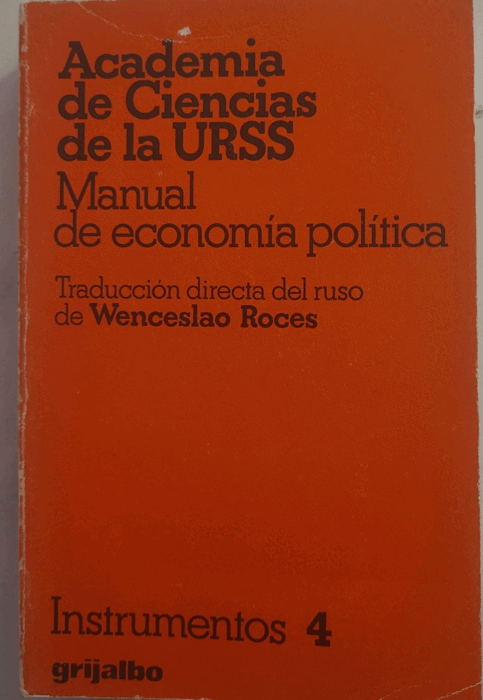 Academia
de Ciencias
de la URSS
Manual
de economía política
Traducción directa del ruso
de Wenceslao Roces
Instrumentos 4
grijalbo